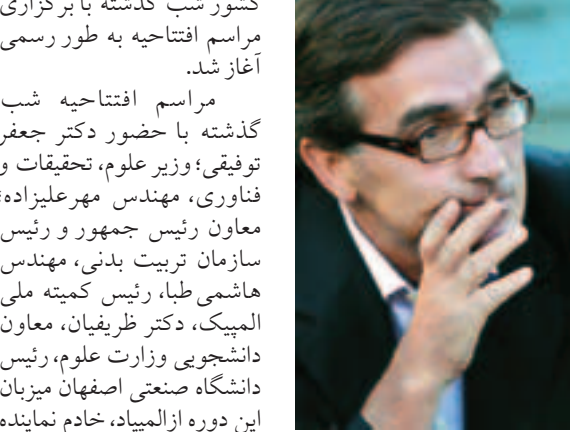 کشور شب گذشته با برگزاری
مراسم افتتاحیه به طور رسمی
آغاز شد.
مراسم افتتاحیه شب
گذشته با حضور دکتر جعفر
توفیقی؛ وزیر علوم، تحقیقات و
فناوری، مهندس مهرعلیزاده؛
معاون رئیس جمهور و رئیس
سازمان تربیت بدنی، مهندس
هاشمی طبا، رئیس کمیته ملی
المپیک، دکتر ظریفیان، معاون
دانشجویی وزارت علوم، رئیس
دانشگاه صنعتی اصفهان میزبان
این دوره ازالمپیاد، خادم نماینده